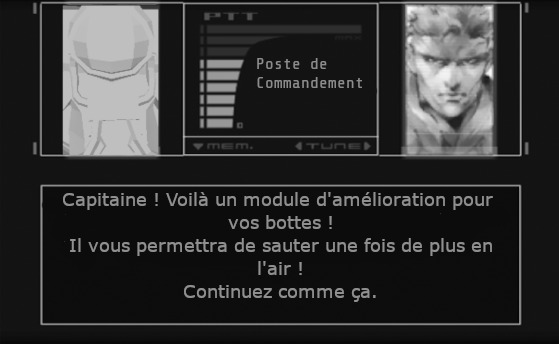 PTT
Poste de
Commandement
MEM.
TUNE
Capitaine ! Voilà un module d'amélioration pour
vos bottes !
Il vous permettra de sauter une fois de plus en
l'air !
Continuez comme ça.